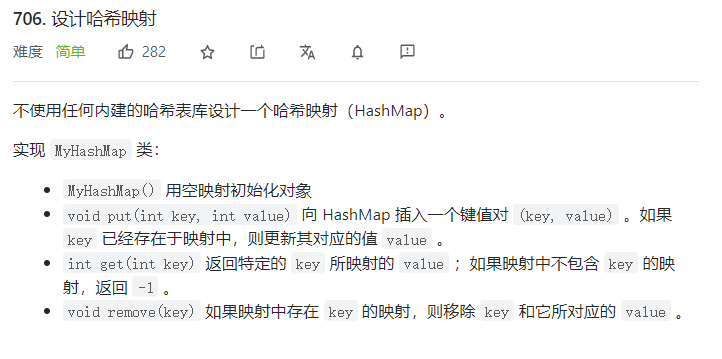 706. 设计哈希映射
难度 简单 282
不使用任何内建的哈希表库设计一个哈希映射（HashMap）。
实现 MyHashMap 类：
• MyHashMap() 用空映射初始化对象
• void put(int key, int value) 向 HashMap 插入一个键值对 (key, value) 。如果
key 已经存在于映射中，则更新其对应的值 value 。
• int get(int key) 返回特定的 key 所映射的 value ；如果映射中不包含 key 的映
射，返回 -1 。
• void remove(key) 如果映射中存在 key 的映射，则移除 key 和它所对应的 value 。